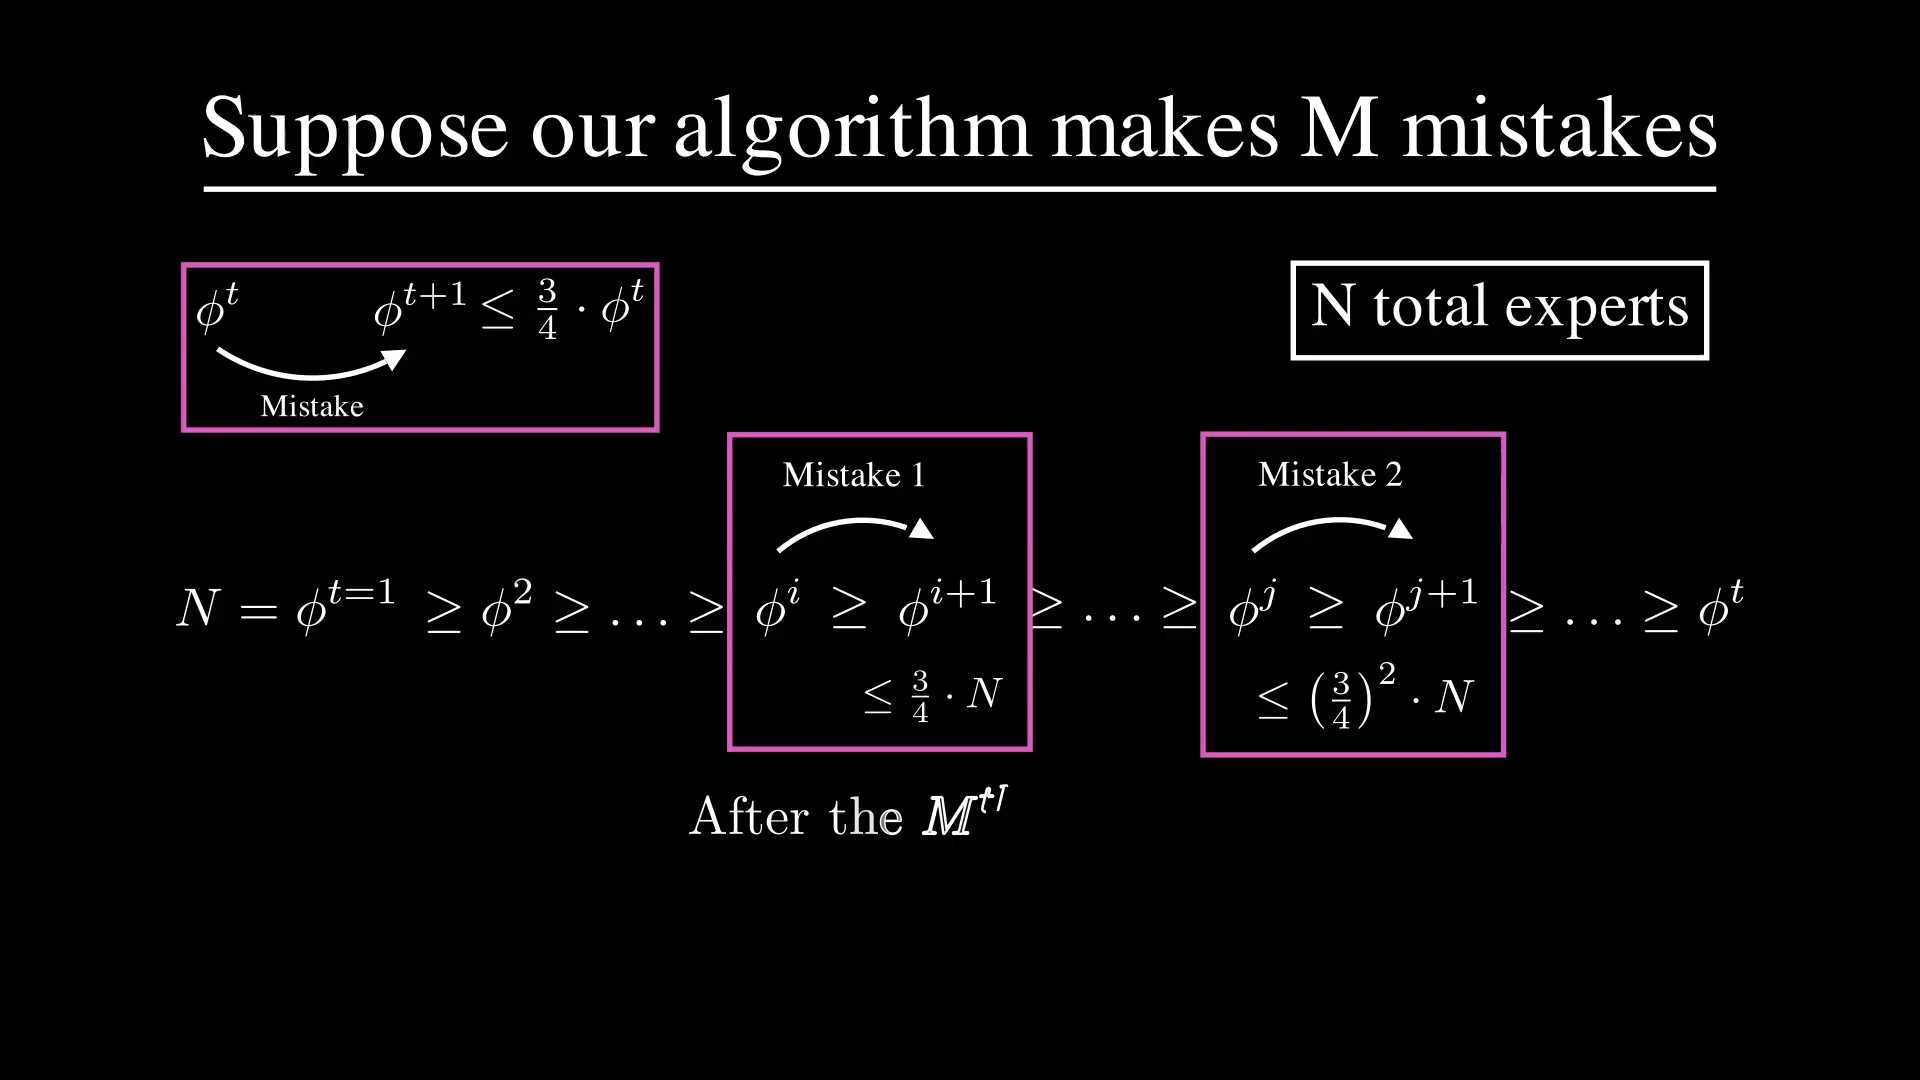 Suppose our algorithm makes M mistakes
ϕ^t ϕ^{t+1} ≤ 3/4 · ϕ^t
Mistake
N total experts
Mistake 1
Mistake 2
N = ϕ^{t=1} ≥ ϕ^2 ≥ … ≥ ϕ^i ≥ ϕ^{i+1} ≥ … ≥ ϕ^j ≥ ϕ^{j+1} ≥ … ≥ ϕ^t
≤ 3/4 · N
≤ (3/4)^2 · N
After the M^t